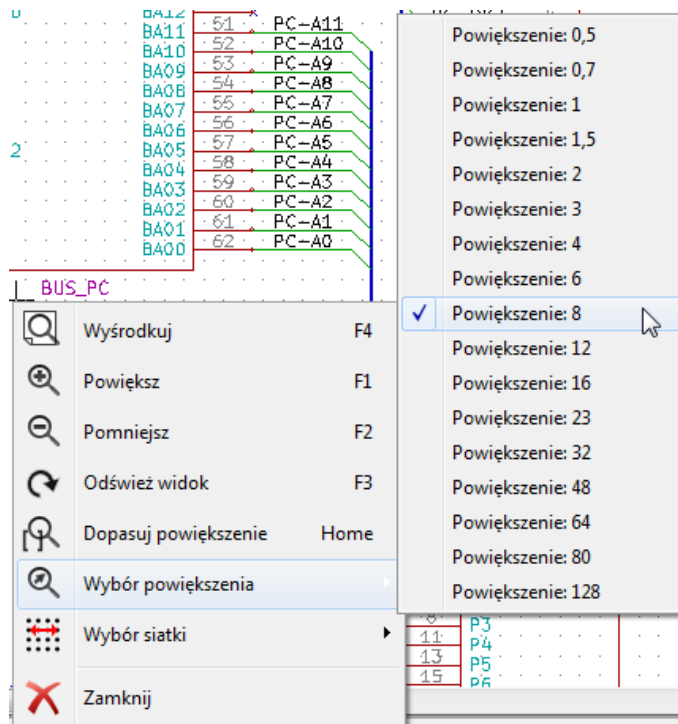 BA12
BA11 51 PC-A11
BA10 52 PC-A10
BA09 53 PC-A9
BA08 54 PC-A8
BA07 55 PC-A7
BA06 56 PC-A6
BA05 57 PC-A5
BA04 58 PC-A4
BA03 59 PC-A3
BA02 60 PC-A2
BA01 61 PC-A1
BA00 62 PC-A0
2
BUS_PC
Wyśrodkuj F4
Powiększ F1
Pomniejsz F2
Odśwież widok F3
Dopasuj powiększenie Home
Wybór powiększenia
Wybór siatki
Zamknij
Powiększenie: 0,5
Powiększenie: 0,7
Powiększenie: 1
Powiększenie: 1,5
Powiększenie: 2
Powiększenie: 3
Powiększenie: 4
Powiększenie: 6
Powiększenie: 8
Powiększenie: 12
Powiększenie: 16
Powiększenie: 23
Powiększenie: 32
Powiększenie: 48
Powiększenie: 64
Powiększenie: 80
Powiększenie: 128
P3
11 P4
13 P5
15 P6